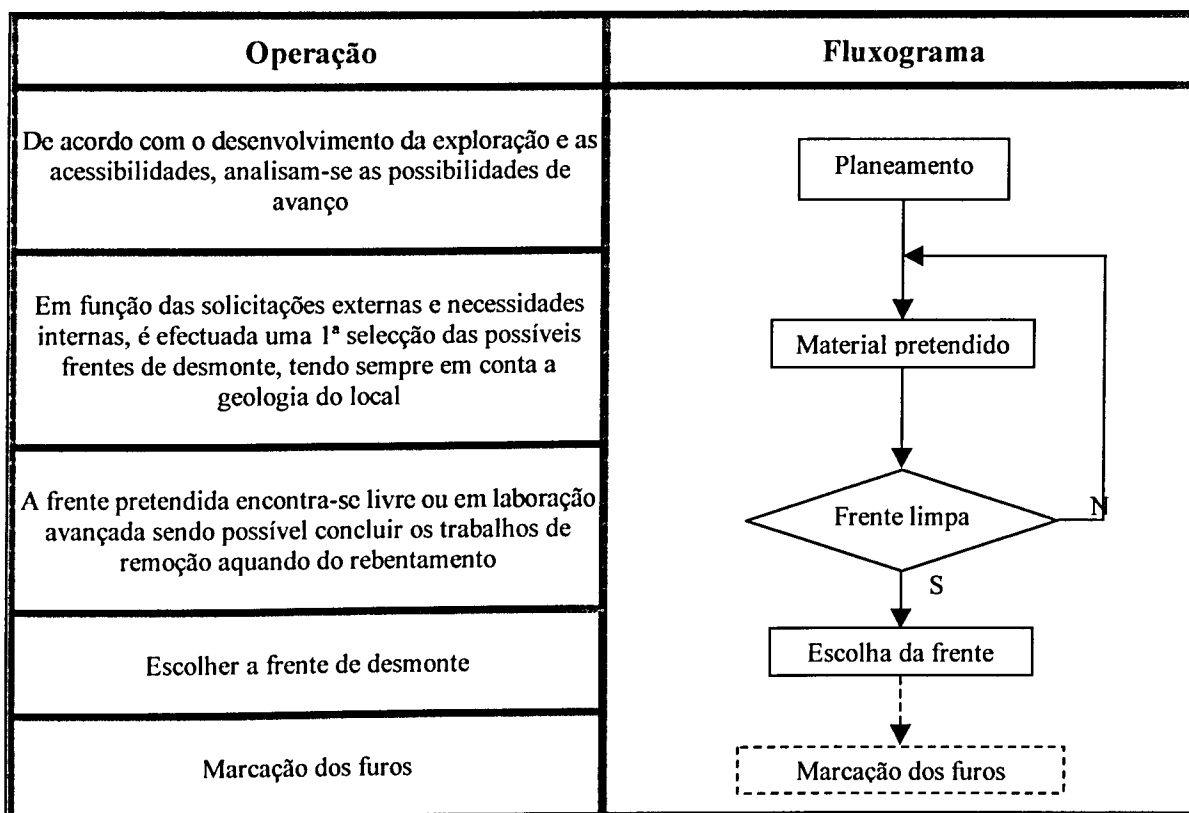 Operação
Fluxograma
De acordo com o desenvolvimento da exploração e as
acessibilidades, analisam-se as possibilidades de
avanço
Planeamento
Em função das solicitações externas e necessidades
internas, é efectuada uma 1ª selecção das possíveis
frentes de desmonte, tendo sempre em conta a
geologia do local
Material pretendido
A frente pretendida encontra-se livre ou em laboração
avançada sendo possível concluir os trabalhos de
remoção aquando do rebentamento
Frente limpa
N
S
Escolher a frente de desmonte
Escolha da frente
Marcação dos furos
Marcação dos furos